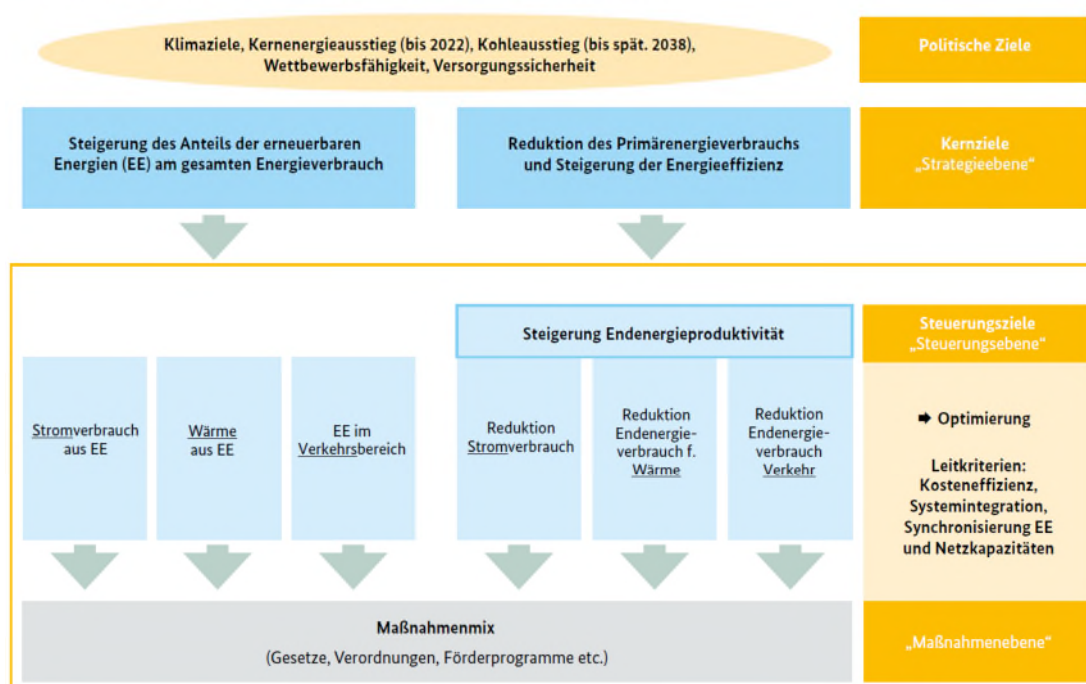 Klimaziele, Kernenergieausstieg (bis 2022), Kohleausstieg (bis spät. 2038),
Wettbewerbsfähigkeit, Versorgungssicherheit
Politische Ziele
Steigerung des Anteils der erneuerbaren
Energien (EE) am gesamten Energieverbrauch
Reduktion des Primärenergieverbrauchs
und Steigerung der Energieeffizienz
Kernziele
„Strategieebene“
Steigerung Endenergieproduktivität
Steuerungsziele
„Steuerungsebene“
Stromverbrauch
aus EE
Wärme
aus EE
EE im
Verkehrsbereich
Reduktion
Stromverbrauch
Reduktion
Endenergie-
verbrauch f.
Wärme
Reduktion
Endenergie-
verbrauch
Verkehr
➡ Optimierung
Leitkriterien:
Kosteneffizienz,
Systemintegration,
Synchronisierung EE
und Netzkapazitäten
Maßnahmenmix
(Gesetze, Verordnungen, Förderprogramme etc.)
„Maßnahmenebene“